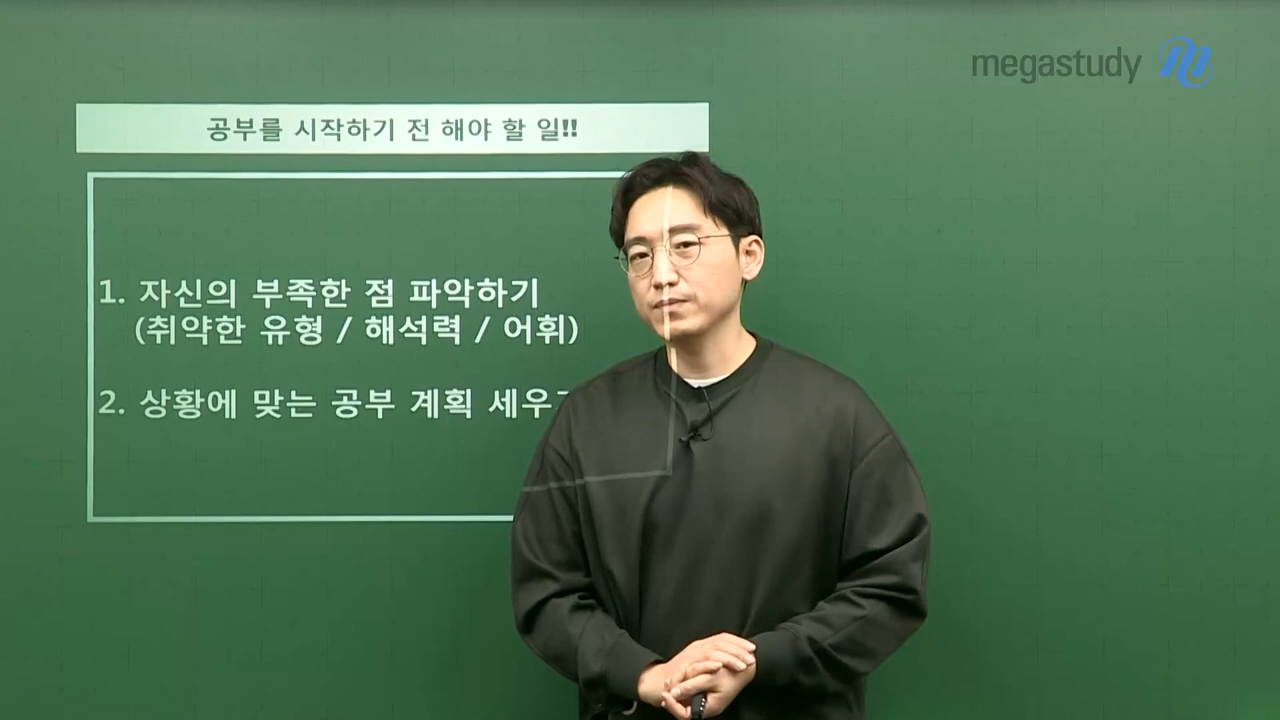 megastudy
공부를 시작하기 전 해야 할 일!!
1. 자신의 부족한 점 파악하기
(취약한 유형 / 해석력 / 어휘)
2. 상황에 맞는 공부 계획